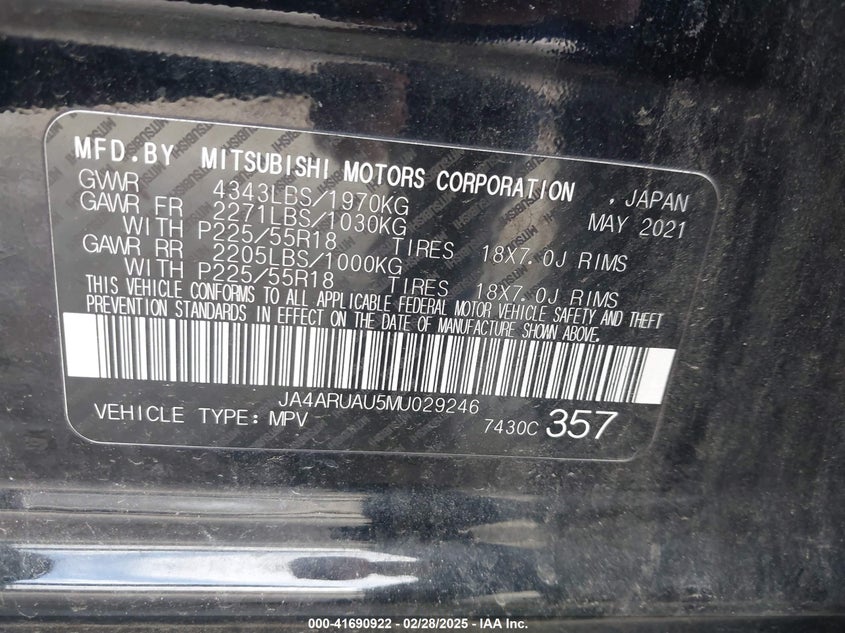 MFD.BY MITSUBISHI MOTORS CORPORATION , JAPAN
GVWR 4343LBS/1970KG MAY 2021
GAWR FR 2271LBS/1030KG
WITH P225/55R18 TIRES 18X7.0J RIMS
GAWR RR 2205LBS/1000KG
WITH P225/55R18 TIRES 18X7.0J RIMS
THIS VEHICLE CONFORMS TO ALL APPLICABLE FEDERAL MOTOR VEHICLE SAFETY AND THEFT
PREVENTION STANDARDS IN EFFECT ON THE DATE OF MANUFACTURE SHOWN ABOVE.
JA4ARUAU5MU029246
VEHICLE TYPE: MPV 7430C 357
000-41690922 - 02/28/2025 - IAA Inc.